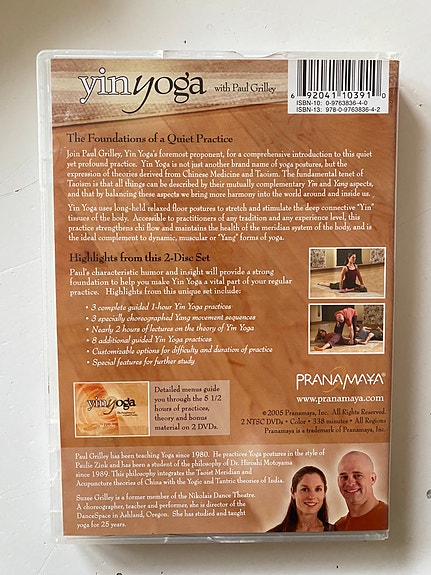 yinyoga with Paul Grilley
6 92041 10391 0
ISBN-10: 0-9763836-4-0
ISBN-13: 978-0-9763836-4-2
The Foundations of a Quiet Practice
Join Paul Grilley, Yin Yoga's foremost proponent, for a comprehensive introduction to this quiet
yet profound practice. Yin Yoga is not just another brand name of yoga postures, but the
expression of theories derived from Chinese Medicine and Taoism. The fundamental tenet of
Taoism is that all things can be described by their mutually complementary Yin and Yang aspects,
and that by balancing these aspects we bring more harmony into the world around and inside us.
Yin Yoga uses long-held relaxed floor postures to stretch and stimulate the deep connective "Yin"
tissues of the body. Accessible to practitioners of any tradition and any experience level, this
practice strengthens chi flow and maintains the health of the meridian system of the body, and is
the ideal complement to dynamic, muscular or "Yang" forms of yoga.
Highlights from this 2-Disc Set
Paul's characteristic humor and insight will provide a strong
foundation to help you make Yin Yoga a vital part of your regular
practice. Highlights from this unique set include:
• 3 complete guided 1-hour Yin Yoga practices
• 3 specially choreographed Yang movement sequences
• Nearly 2 hours of lectures on the theory of Yin Yoga
• 8 additional guided Yin Yoga practices
• Customizable options for difficulty and duration of practice
• Special features for further study
yinyoga
Detailed menus guide
you through the 5 1/2
hours of practices,
theory and bonus
material on 2 DVDs.
PRANAMAYA®
www.pranamaya.com
©2005 Pranamaya, Inc. All Rights Reserved.
2 NTSC DVDs • Color • 338 minutes • All Regions
Pranamaya is a trademark of Pranamaya, Inc.
Paul Grilley has been teaching Yoga since 1980. He practices Yoga postures in the style of
Paulie Zink and has been a student of the philosophy of Dr. Hiroshi Motoyama
since 1989. This philosophy integrates the Taoist Meridian and
Acupuncture theories of China with the Yogic and Tantric theories of India.
Suzee Grilley is a former member of the Nikolais Dance Theatre.
A choreographer, teacher and performer, she is director of the
DanceSpace in Ashland, Oregon. She has studied and taught
yoga for 25 years.